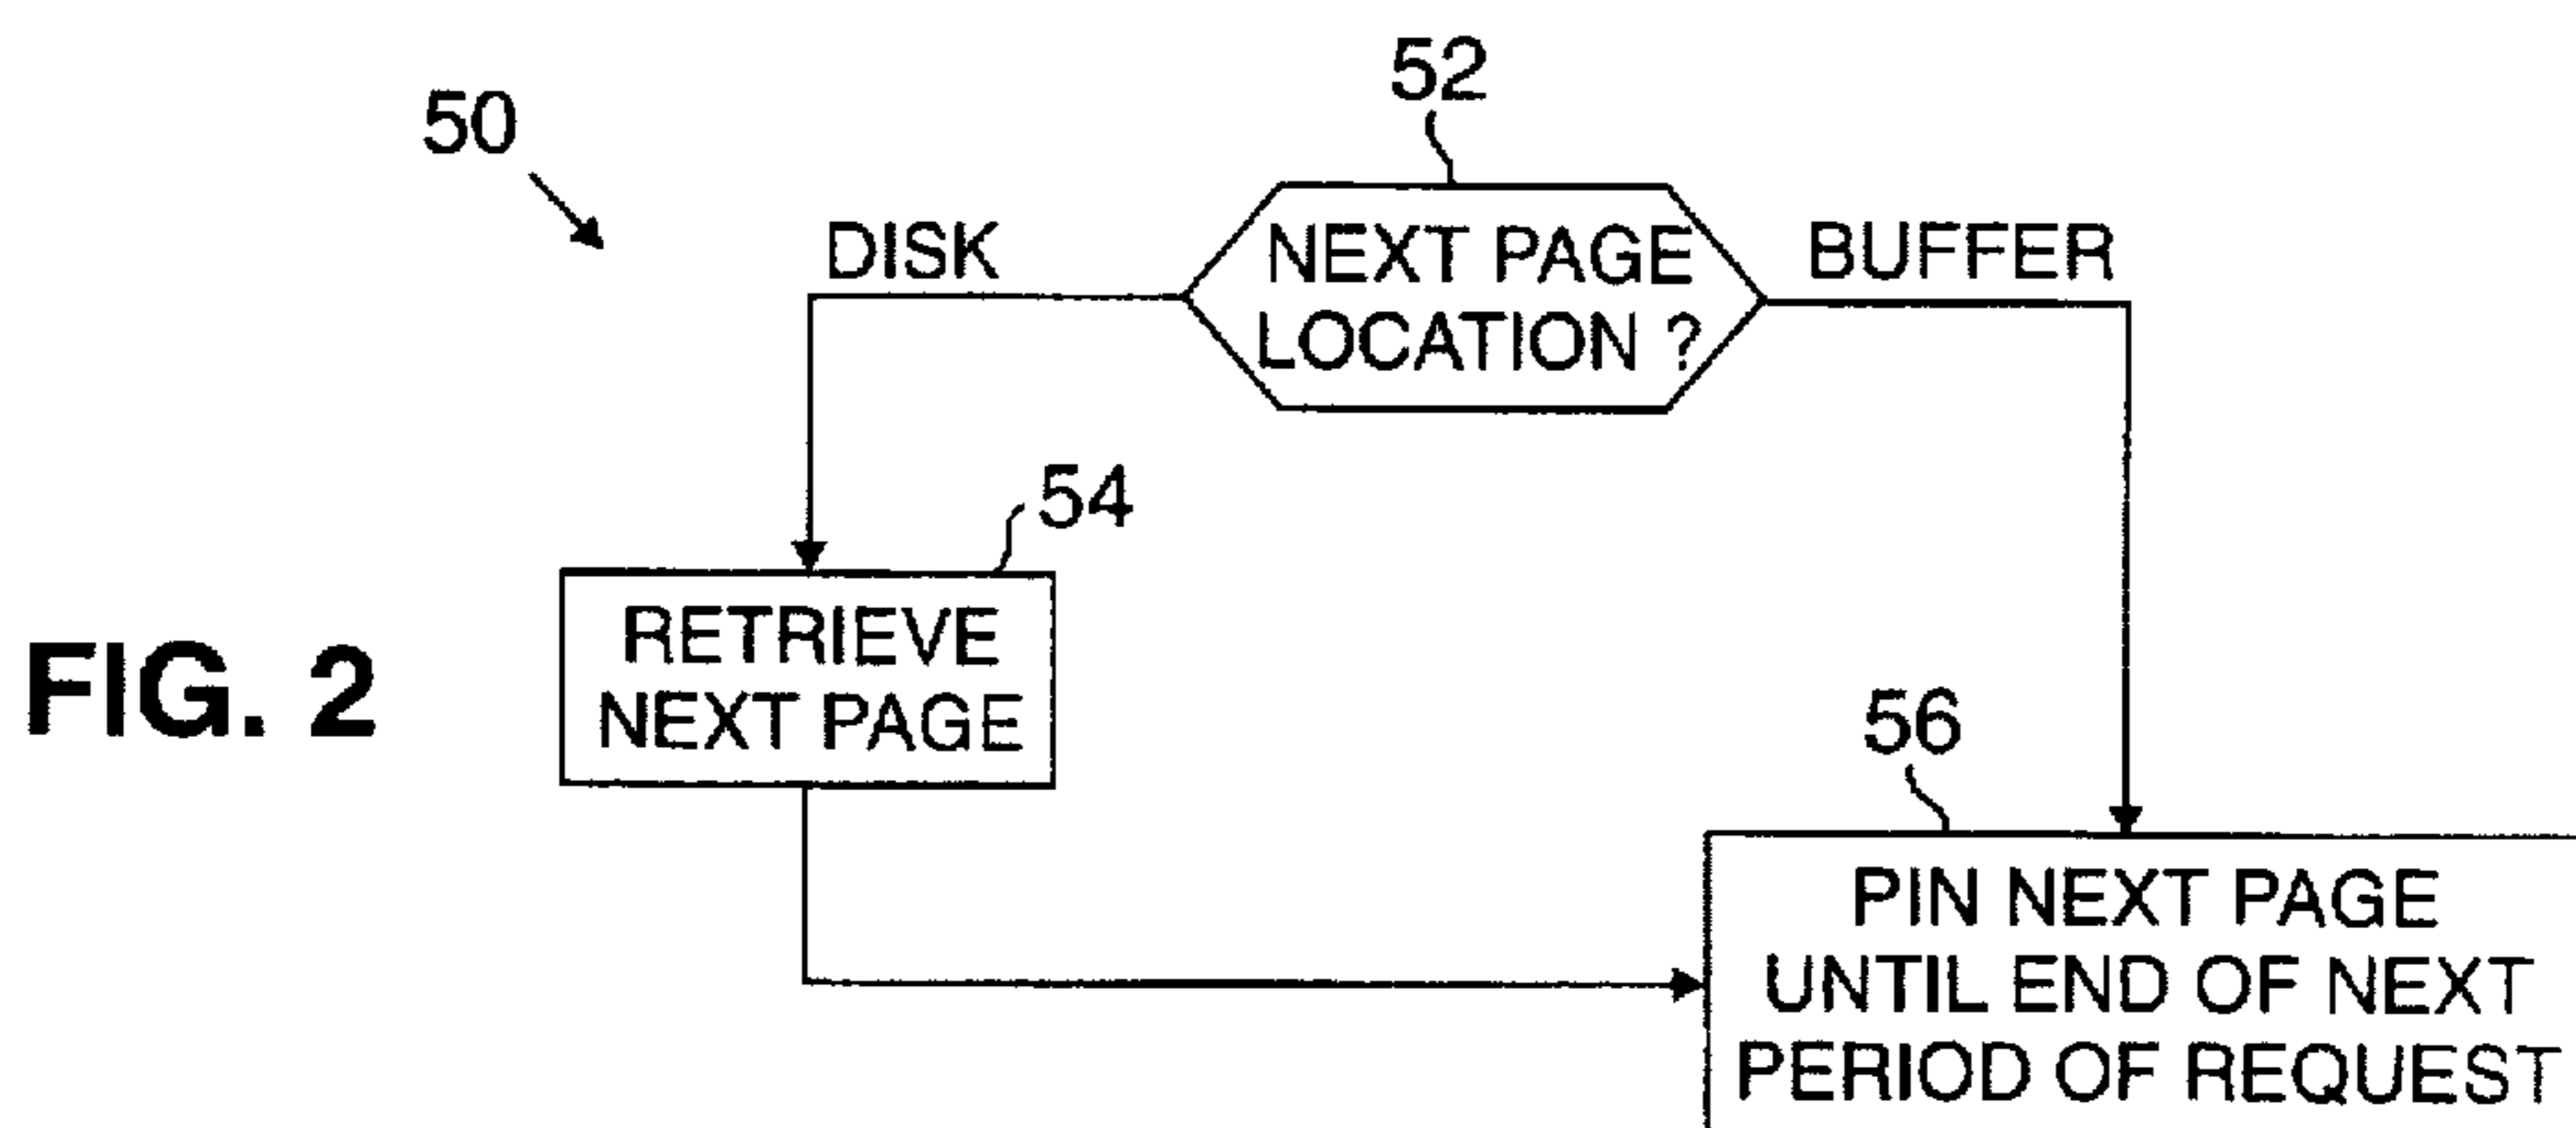 50
52
DISK
NEXT PAGE
LOCATION ?
BUFFER
54
RETRIEVE
NEXT PAGE
FIG. 2
56
PIN NEXT PAGE
UNTIL END OF NEXT
PERIOD OF REQUEST